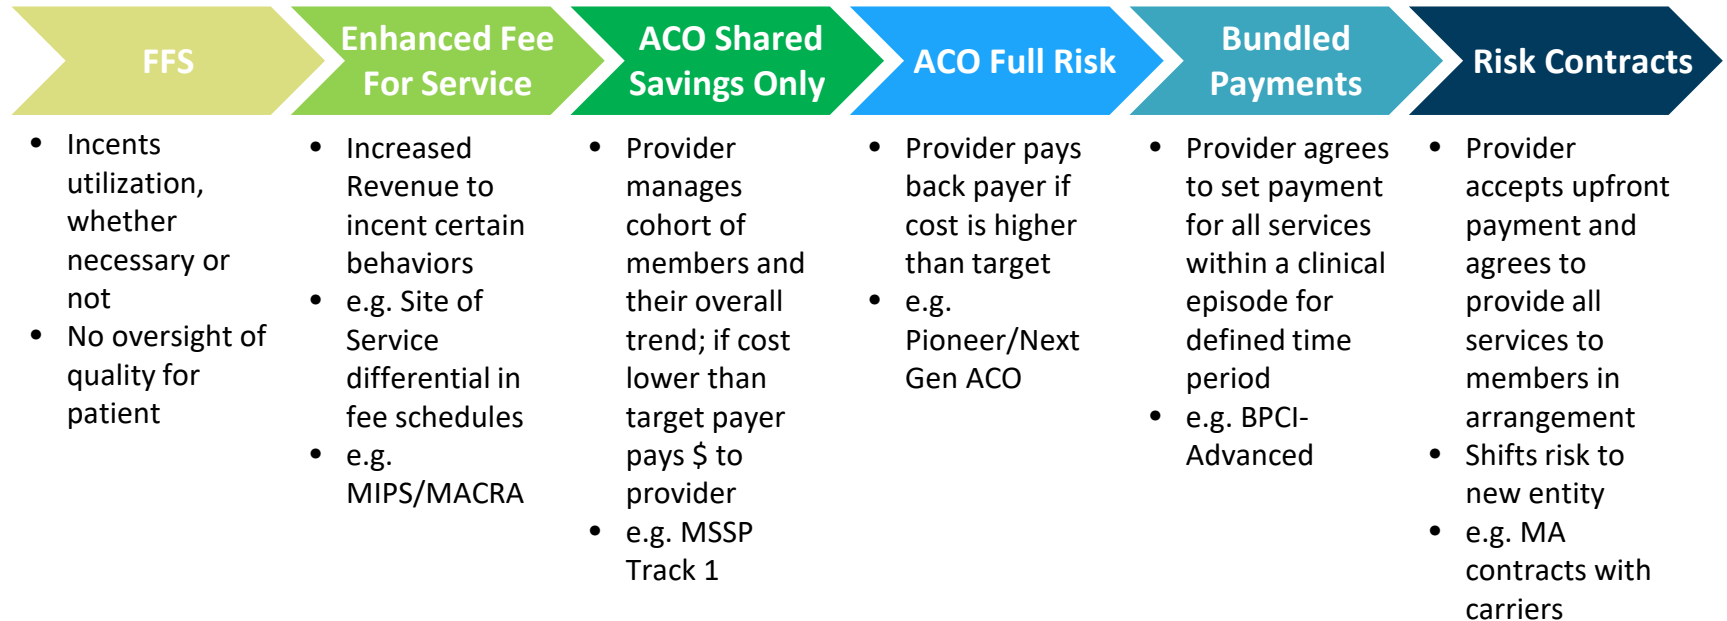 FFS
• Incents
utilization,
whether
necessary or
not
• No oversight of
quality for
patient
Enhanced Fee
For Service
• Increased
Revenue to
incent certain
behaviors
• e.g. Site of
Service
differential in
fee schedules
• e.g.
MIPS/MACRA
ACO Shared
Savings Only
• Provider
manages
cohort of
members and
their overall
trend; if cost
lower than
target payer
pays $ to
provider
• e.g. MSSP
Track 1
ACO Full Risk
• Provider pays
back payer if
cost is higher
than target
• e.g.
Pioneer/Next
Gen ACO
Bundled
Payments
• Provider agrees
to set payment
for all services
within a clinical
episode for
defined time
period
• e.g. BPCI-
Advanced
Risk Contracts
• Provider
accepts upfront
payment and
agrees to
provide all
services to
members in
arrangement
• Shifts risk to
new entity
• e.g. MA
contracts with
carriers